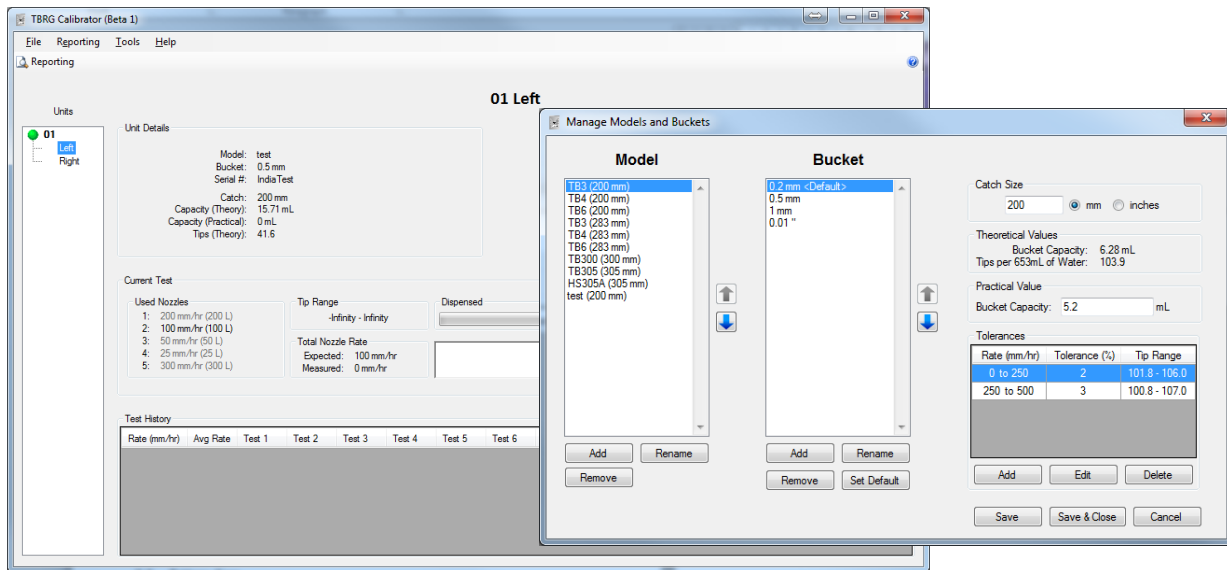 TBRG Calibrator (Beta 1)
File Reporting Tools Help
Reporting
01 Left
Units
01
Left
Right
Unit Details
Model: test
Bucket: 0.5 mm
Serial #: IndiaTest
Catch: 200 mm
Capacity (Theory): 15.71 mL
Capacity (Practical): 0 mL
Tips (Theory): 41.6
Current Test
Used Nozzles
1: 200 mm/hr (200 L)
2: 100 mm/hr (100 L)
3: 50 mm/hr (50 L)
4: 25 mm/hr (25 L)
5: 300 mm/hr (300 L)
Tip Range
-Infinity - Infinity
Total Nozzle Rate
Expected: 100 mm/hr
Measured: 0 mm/hr
Dispensed
Test History
Rate (mm/hr) Avg Rate Test 1 Test 2 Test 3 Test 4 Test 5 Test 6
Manage Models and Buckets
Model
TB3 (200 mm)
TB4 (200 mm)
TB6 (200 mm)
TB3 (283 mm)
TB4 (283 mm)
TB6 (283 mm)
TB300 (300 mm)
TB305 (305 mm)
HS305A (305 mm)
test (200 mm)
Add Rename
Remove
Bucket
0.2 mm <Default>
0.5 mm
1 mm
0.01 "
Add Rename
Remove Set Default
Catch Size
200 mm inches
Theoretical Values
Bucket Capacity: 6.28 mL
Tips per 653mL of Water: 103.9
Practical Value
Bucket Capacity: 5.2 mL
Tolerances
Rate (mm/hr) Tolerance (%) Tip Range
0 to 250 2 101.8 - 106.0
250 to 500 3 100.8 - 107.0
Add Edit Delete
Save Save & Close Cancel